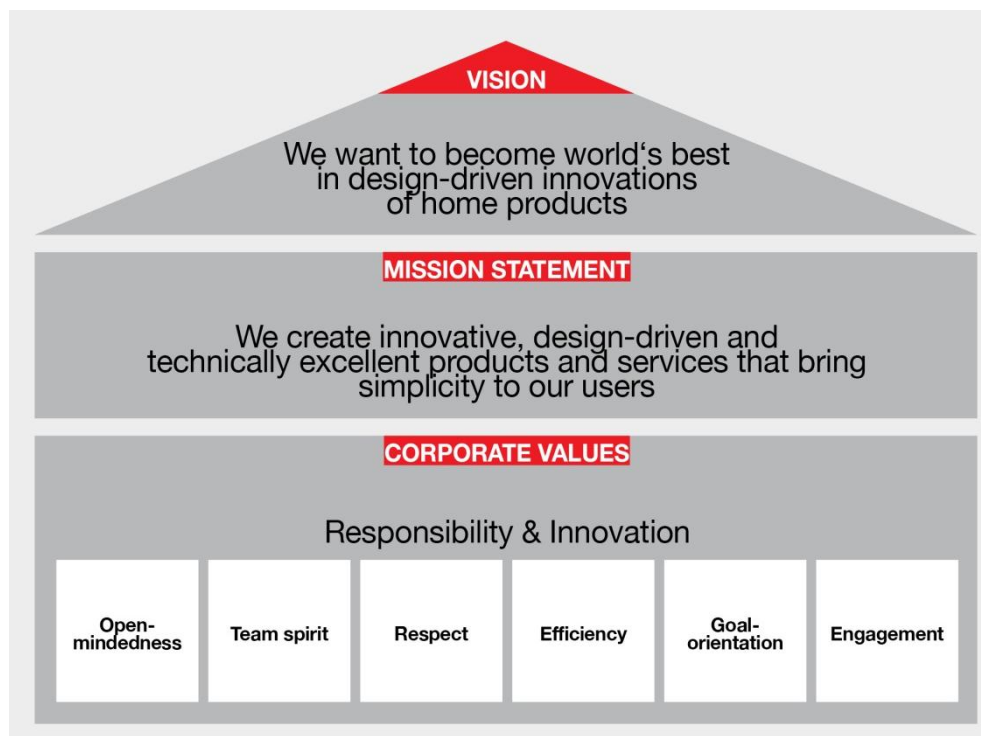 VISION
We want to become world‘s best
in design-driven innovations
of home products
MISSION STATEMENT
We create innovative, design-driven and
technically excellent products and services that bring
simplicity to our users
CORPORATE VALUES
Responsibility & Innovation
Open-
mindedness
Team spirit
Respect
Efficiency
Goal-
orientation
Engagement